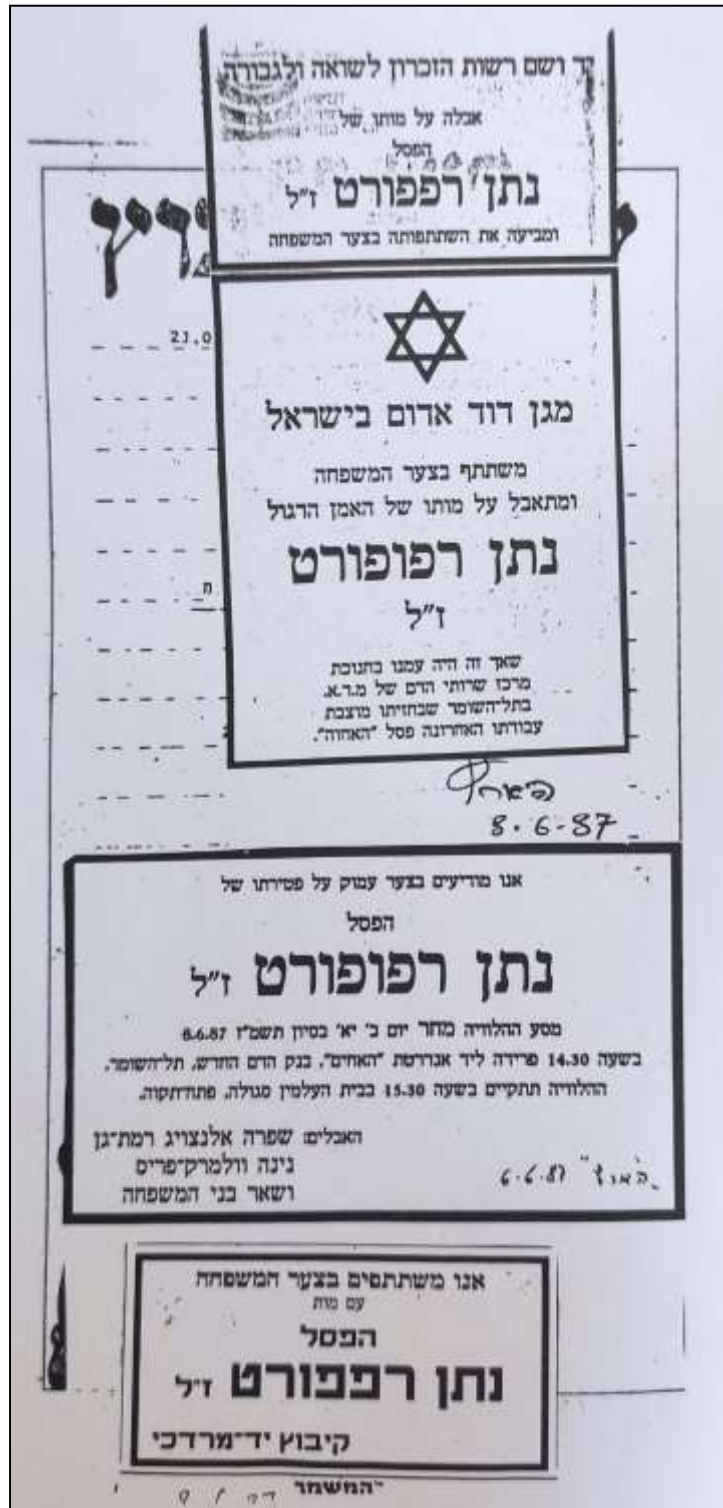 יד ושם רשות הזכרון לשואה ולגבורה
אבלה על מותו של
הפסל
נתן רפפורט ז"ל
ומביעה את השתתפותה בצער המשפחה
21.0
מגן דוד אדום בישראל
משתתף בצער המשפחה
ומתאבל על מותו של האמן הדגול
נתן רפופורט
ז"ל
שאך זה היה עמנו בחנוכת
מרכז שרותי הדם של מ.ד.א.
בתל-השומר שבחזיתו מוצבת
עבודתו האחרונה פסל "האחוה".
הארץ
8.6.87
אנו מודיעים בצער עמוק על פטירתו של
הפסל
נתן רפופורט ז"ל
מסע ההלוויה מחר יום ב' יא' בסיון תשמ"ז 8.6.87
בשעה 14.30 פרידה ליד אנדרטת "האחים", בנק הדם החדש, תל-השומר.
ההלוויה תתקיים בשעה 15.30 בבית העלמין סגולה, פתח-תקוה.
האבלים: שפרה אלנצויג רמת-גן
נינה וולמרק-פריס
ושאר בני המשפחה
"הארץ" 6.6.87
אנו משתתפים בצער המשפחה
עם מות
הפסל
נתן רפפורט ז"ל
קיבוץ יד-מרדכי
"המשמר